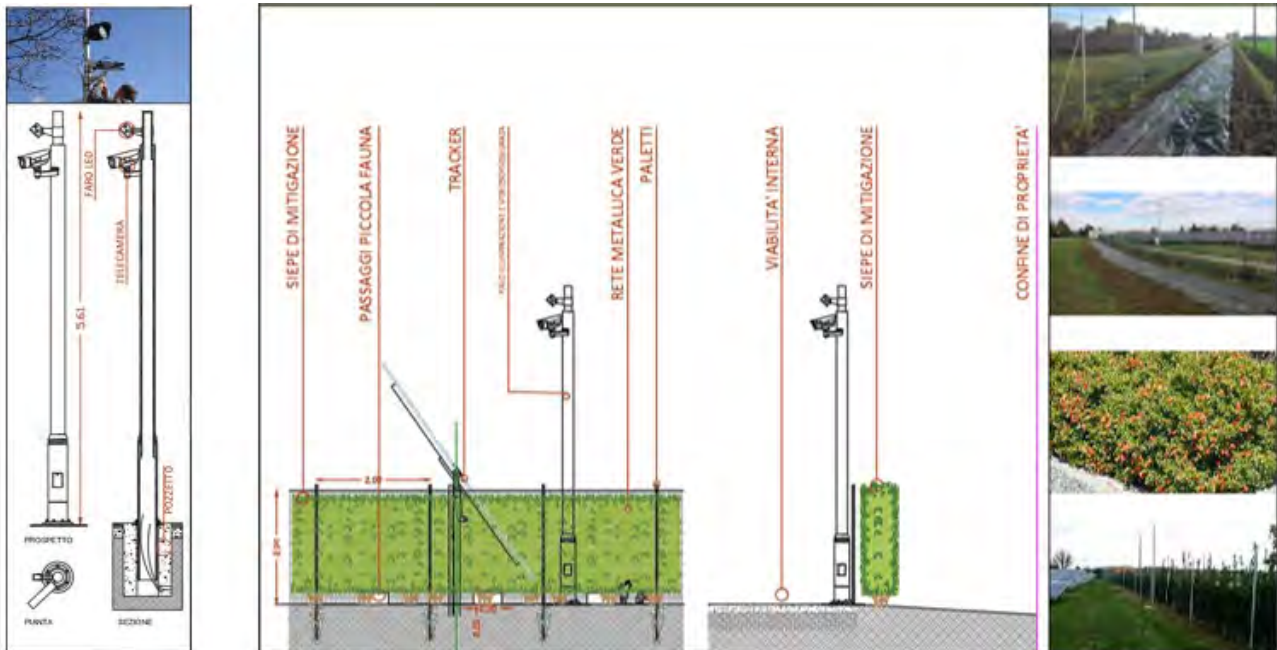 FARO LED
TELECAMERA
5.61
POZZETTO
PROSPETTO
PIANTA
SEZIONE
SIEPE DI MITIGAZIONE
PASSAGGI PICCOLA FAUNA
TRACKER
RETE METALLICA VERDE
PALETTI
2.00
VIABILITA' INTERNA
SIEPE DI MITIGAZIONE
CONFINE DI PROPRIETA'